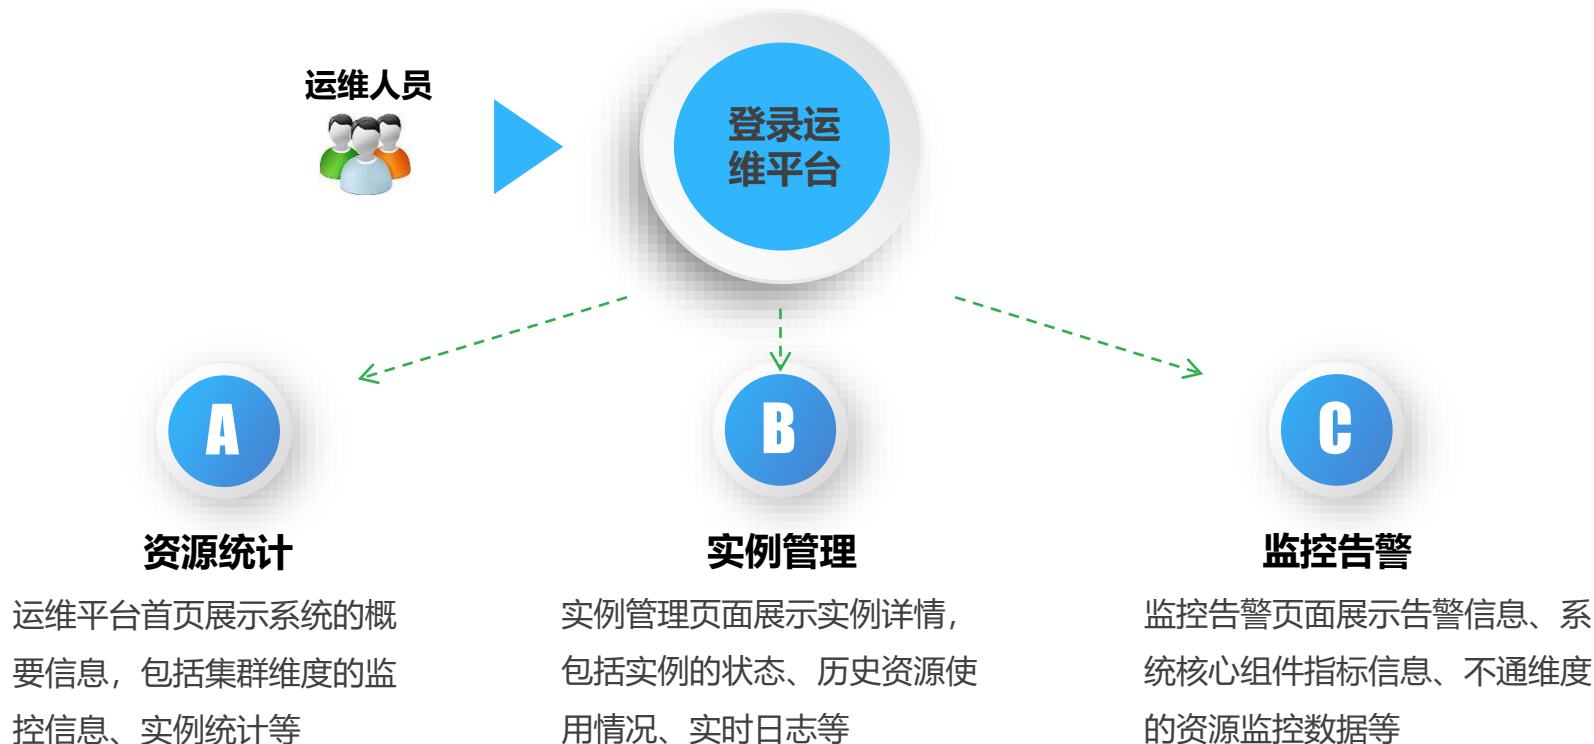 运维人员
登录运
维平台
A
B
C
资源统计
实例管理
监控告警
运维平台首页展示系统的概
要信息，包括集群维度的监
控信息、实例统计等
实例管理页面展示实例详情，
包括实例的状态、历史资源使
用情况、实时日志等
监控告警页面展示告警信息、系
统核心组件指标信息、不通维度
的资源监控数据等